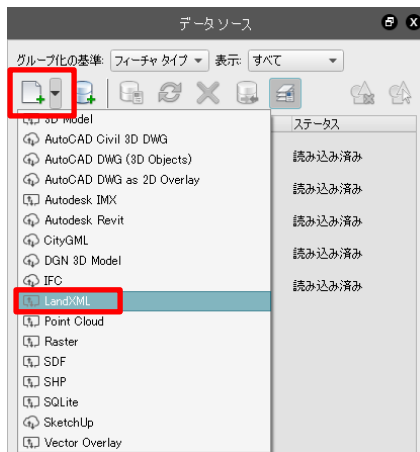 データ ソース
グループ化の基準: フィーチャ タイプ 表示: すべて
3D Model
ステータス
AutoCAD Civil 3D DWG
読み込み済み
AutoCAD DWG (3D Objects)
AutoCAD DWG as 2D Overlay
読み込み済み
Autodesk IMX
Autodesk Revit
読み込み済み
CityGML
DGN 3D Model
読み込み済み
IFC
読み込み済み
LandXML
Point Cloud
Raster
SDF
SHP
SQLite
SketchUp
Vector Overlay